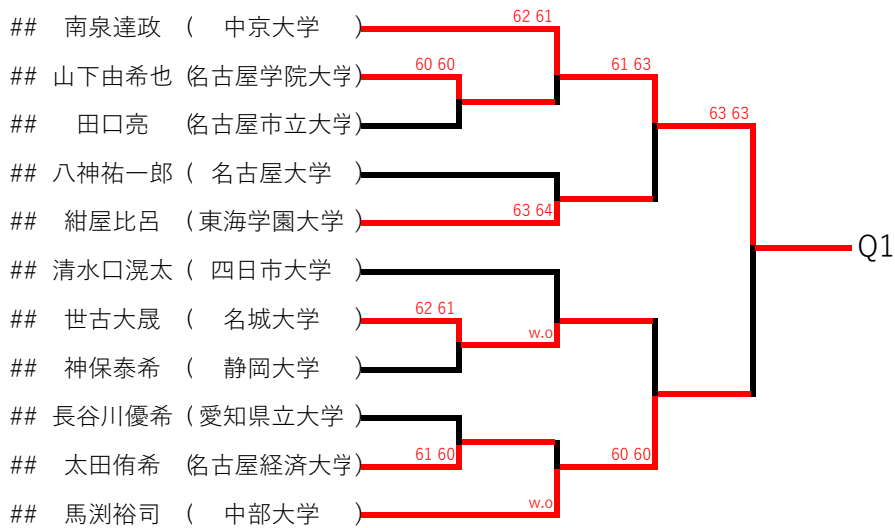 62 61
## 南泉達政 ( 中京大学 )
60 60 61 63
## 山下由希也 (名古屋学院大学)
63 63
## 田口亮 (名古屋市立大学)
## 八神祐一郎 ( 名古屋大学 )
63 64
## 紺屋比呂 ( 東海学園大学 )
Q1
## 清水口滉太 ( 四日市大学 )
62 61
## 世古大晟 ( 名城大学 )
w.o
## 神保泰希 ( 静岡大学 )
## 長谷川優希 ( 愛知県立大学 )
61 60 60 60
## 太田侑希 (名古屋経済大学)
w.o
## 馬渕裕司 ( 中部大学 )